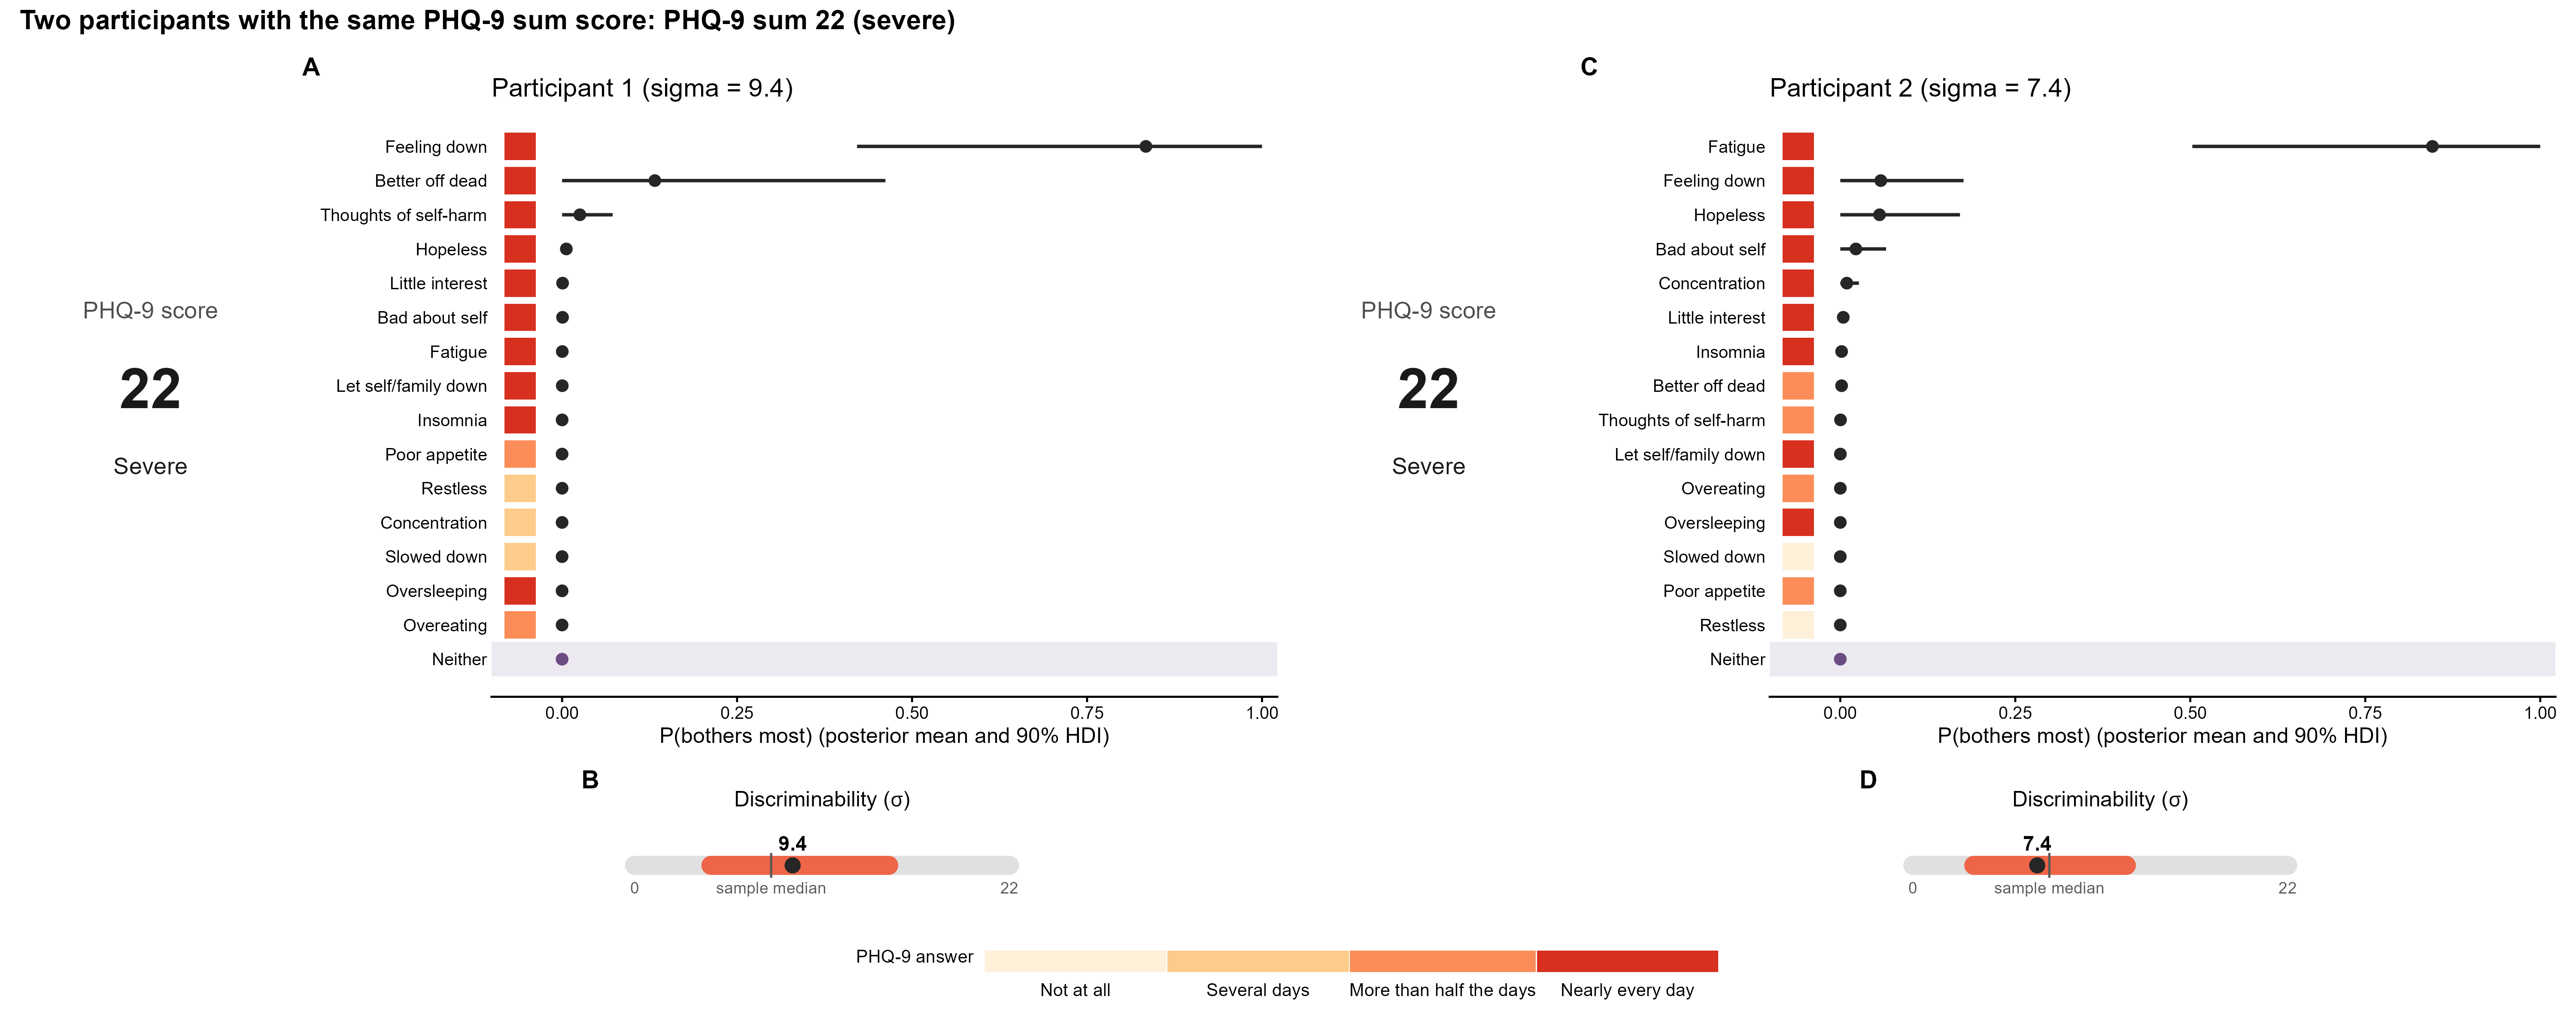 Two participants with the same PHQ-9 sum score: PHQ-9 sum 22 (severe)
A
Participant 1 (sigma = 9.4)
PHQ-9 score
22
Severe
Feeling down
Better off dead
Thoughts of self-harm
Hopeless
Little interest
Bad about self
Fatigue
Let self/family down
Insomnia
Poor appetite
Restless
Concentration
Slowed down
Oversleeping
Overeating
Neither
0.00 0.25 0.50 0.75 1.00
P(bothers most) (posterior mean and 90% HDI)
B
Discriminability (σ)
9.4
0 sample median 22
C
Participant 2 (sigma = 7.4)
PHQ-9 score
22
Severe
Fatigue
Feeling down
Hopeless
Bad about self
Concentration
Little interest
Insomnia
Better off dead
Thoughts of self-harm
Let self/family down
Overeating
Oversleeping
Slowed down
Poor appetite
Restless
Neither
0.00 0.25 0.50 0.75 1.00
P(bothers most) (posterior mean and 90% HDI)
D
Discriminability (σ)
7.4
0 sample median 22
PHQ-9 answer
Not at all Several days More than half the days Nearly every day